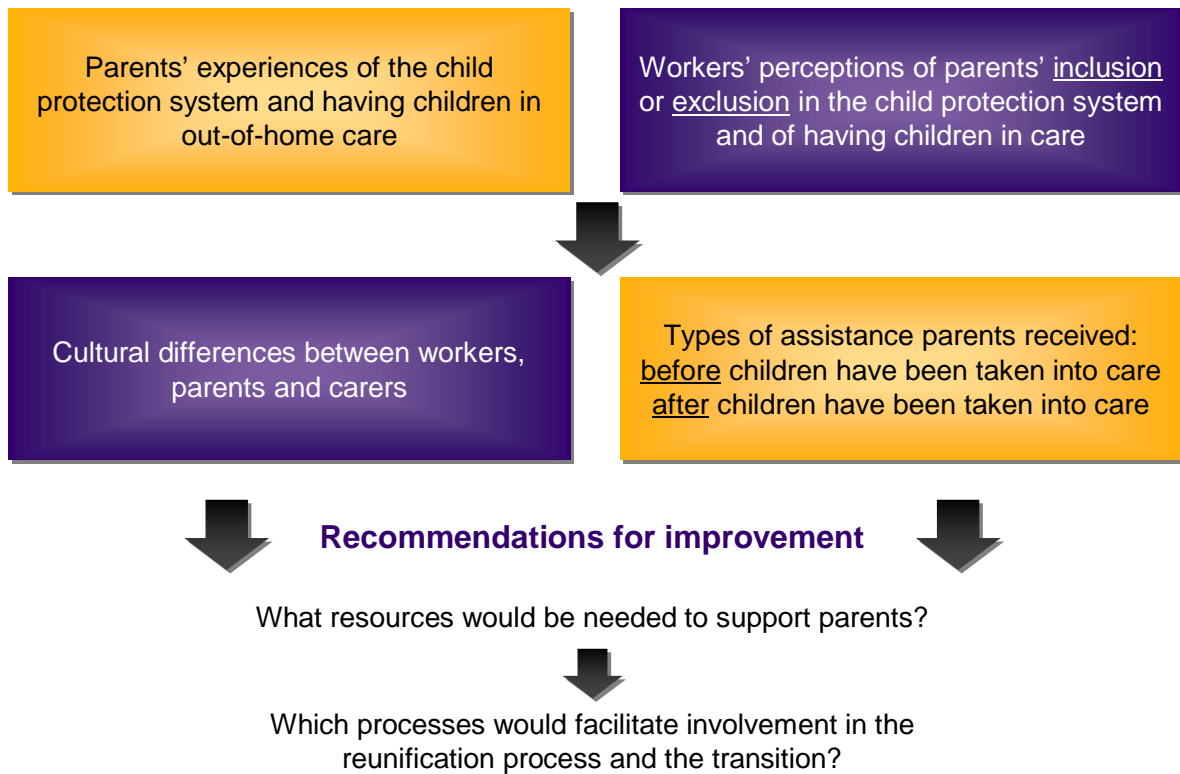 Parents’ experiences of the child
protection system and having children in
out-of-home care
Workers’ perceptions of parents’ inclusion
or exclusion in the child protection system
and of having children in care
Cultural differences between workers,
parents and carers
Types of assistance parents received:
before children have been taken into care
after children have been taken into care
Recommendations for improvement
What resources would be needed to support parents?
Which processes would facilitate involvement in the
reunification process and the transition?